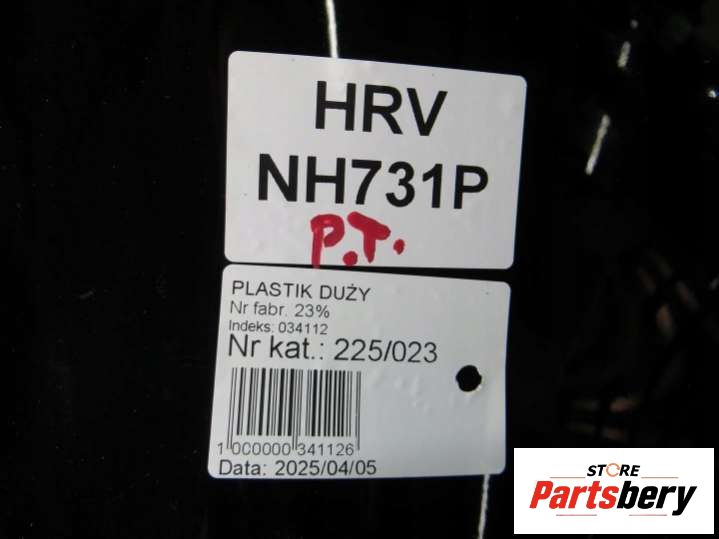 HRV
NH731P
P.T.
PLASTIK DUŻY
Nr fabr. 23%
Indeks: 034112
Nr kat.: 225/023
1 000000 341126
Data: 2025/04/05
STORE
Partsbery